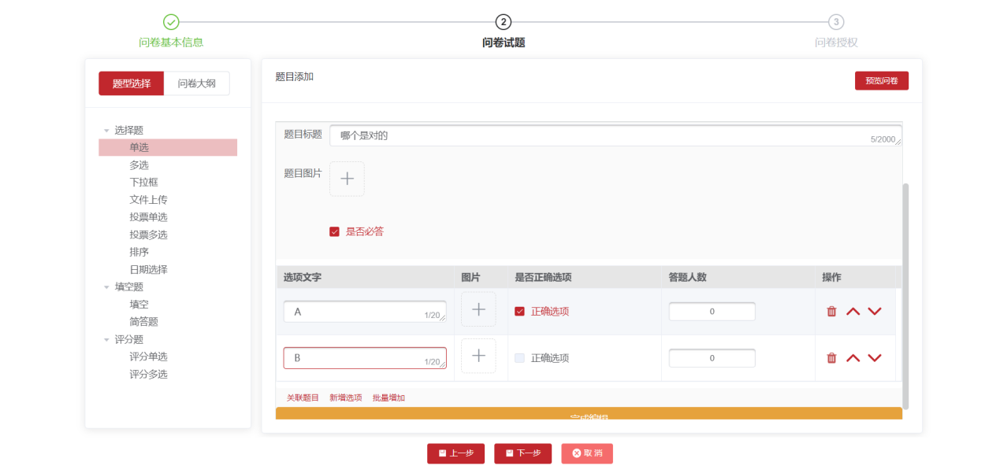 2
3
问卷基本信息
问卷试题
问卷授权
题型选择
问卷大纲
选择题
单选
多选
下拉框
文件上传
投票单选
投票多选
排序
日期选择
填空题
填空
简答题
评分题
评分单选
评分多选
题目添加
预览问卷
题目标题
哪个是对的
5/2000
题目图片
是否必答
选项文字 图片 是否正确选项 答题人数 操作
A 1/20 正确选项 0
B 1/20 正确选项 0
关联题目 新增选项 批量增加
完成编辑
上一步 下一步 取 消